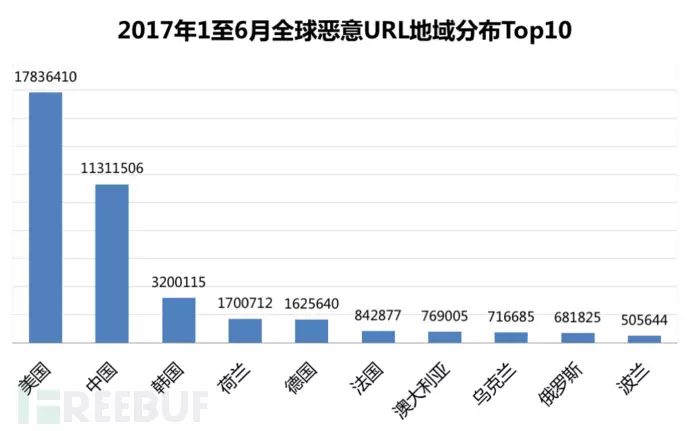 2017年1至6月全球恶意URL地域分布Top10
17836410
11311506
3200115
1700712
1625640
842877
769005
716685
681825
505644
美国
中国
韩国
荷兰
德国
法国
澳大利亚
乌克兰
俄罗斯
波兰
FREEBUF